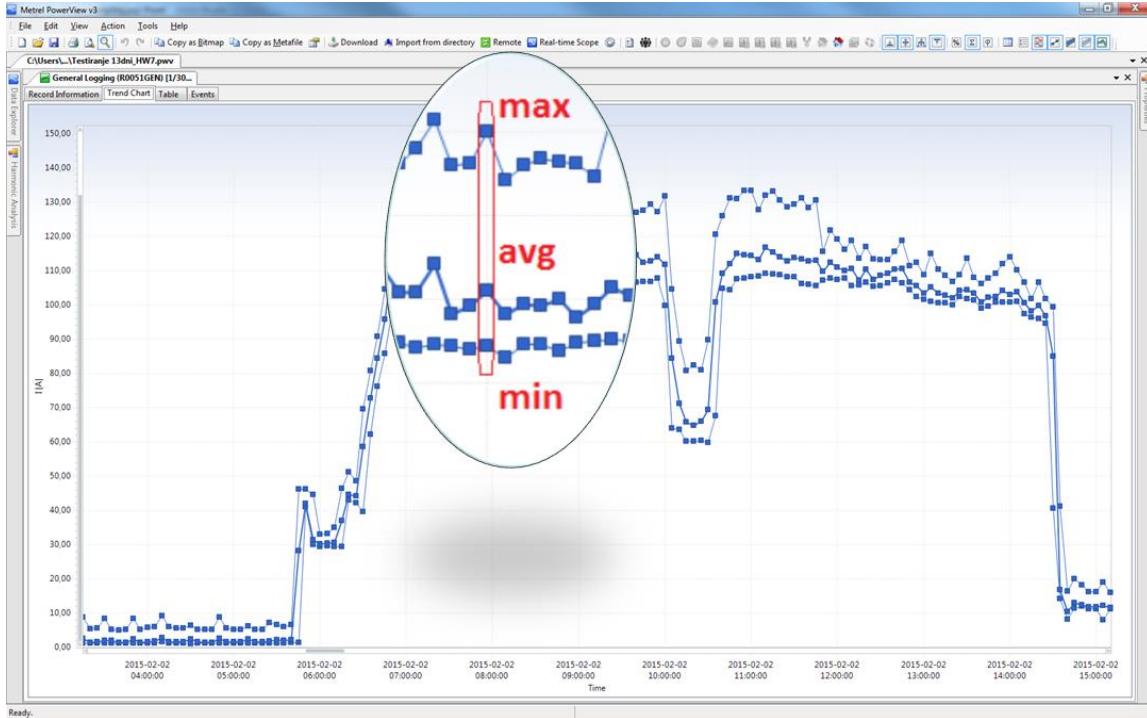 Metrel PowerView v3
File Edit View Action Tools Help
Copy as Bitmap Copy as Metafile Download Import from directory Remote Real-time Scope
C:\Users\...\Testiranje 13dni_HW7.pwv
General Logging (R0051GEN) [1/30...
Record Information Trend Chart Table Events
Data Explorer
Harmonic Analysis
max
avg
min
150,00
140,00
130,00
120,00
110,00
100,00
90,00
80,00
70,00
60,00
50,00
40,00
30,00
20,00
10,00
0,00
I [A]
2015-02-02 2015-02-02 2015-02-02 2015-02-02 2015-02-02 2015-02-02 2015-02-02 2015-02-02 2015-02-02 2015-02-02 2015-02-02 2015-02-02
04:00:00 05:00:00 06:00:00 07:00:00 08:00:00 09:00:00 10:00:00 11:00:00 12:00:00 13:00:00 14:00:00 15:00:00
Time
Ready.